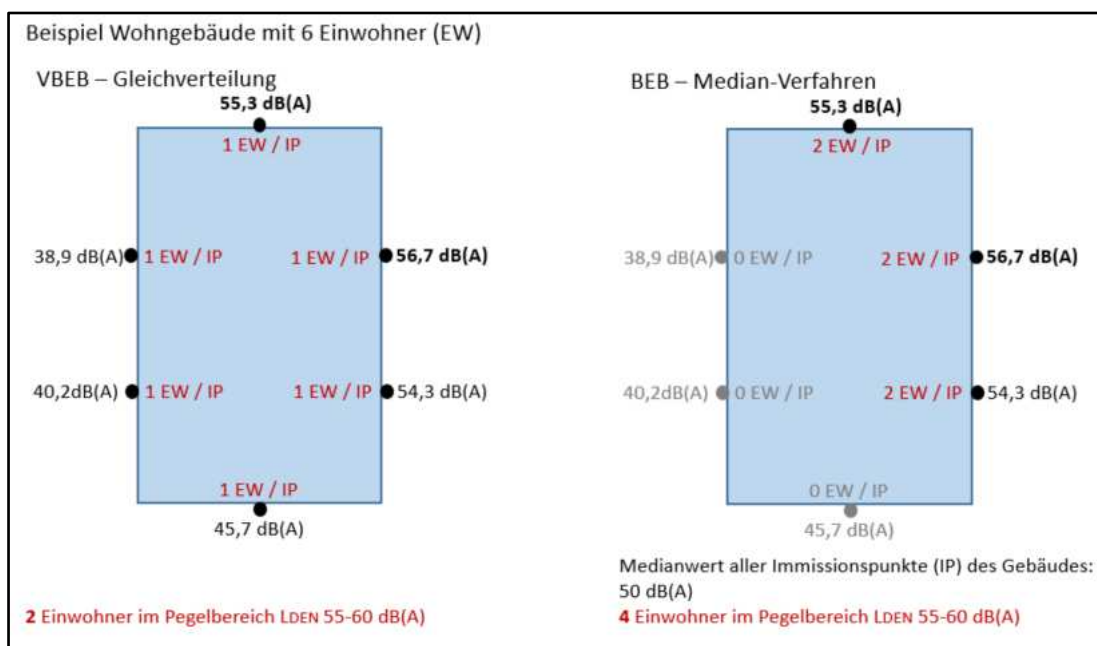 Beispiel Wohngebäude mit 6 Einwohner (EW)
VBEB – Gleichverteilung
55,3 dB(A)
1 EW / IP
38,9 dB(A)
1 EW / IP
1 EW / IP
56,7 dB(A)
40,2dB(A)
1 EW / IP
1 EW / IP
54,3 dB(A)
1 EW / IP
45,7 dB(A)
2 Einwohner im Pegelbereich LDEN 55-60 dB(A)
BEB – Median-Verfahren
55,3 dB(A)
2 EW / IP
38,9 dB(A)
0 EW / IP
2 EW / IP
56,7 dB(A)
40,2dB(A)
0 EW / IP
2 EW / IP
54,3 dB(A)
0 EW / IP
45,7 dB(A)
Medianwert aller Immissionspunkte (IP) des Gebäudes:
50 dB(A)
4 Einwohner im Pegelbereich LDEN 55-60 dB(A)